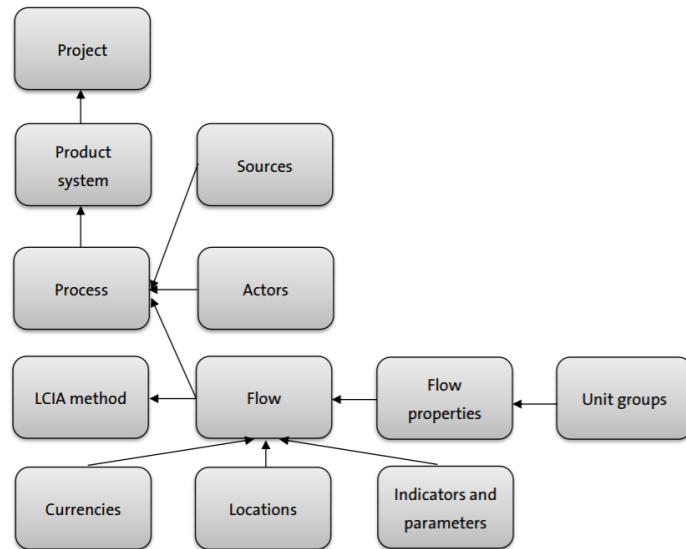 Project
Product
system
Sources
Process
Actors
LCIA method
Flow
Flow
properties
Unit groups
Currencies
Locations
Indicators and
parameters